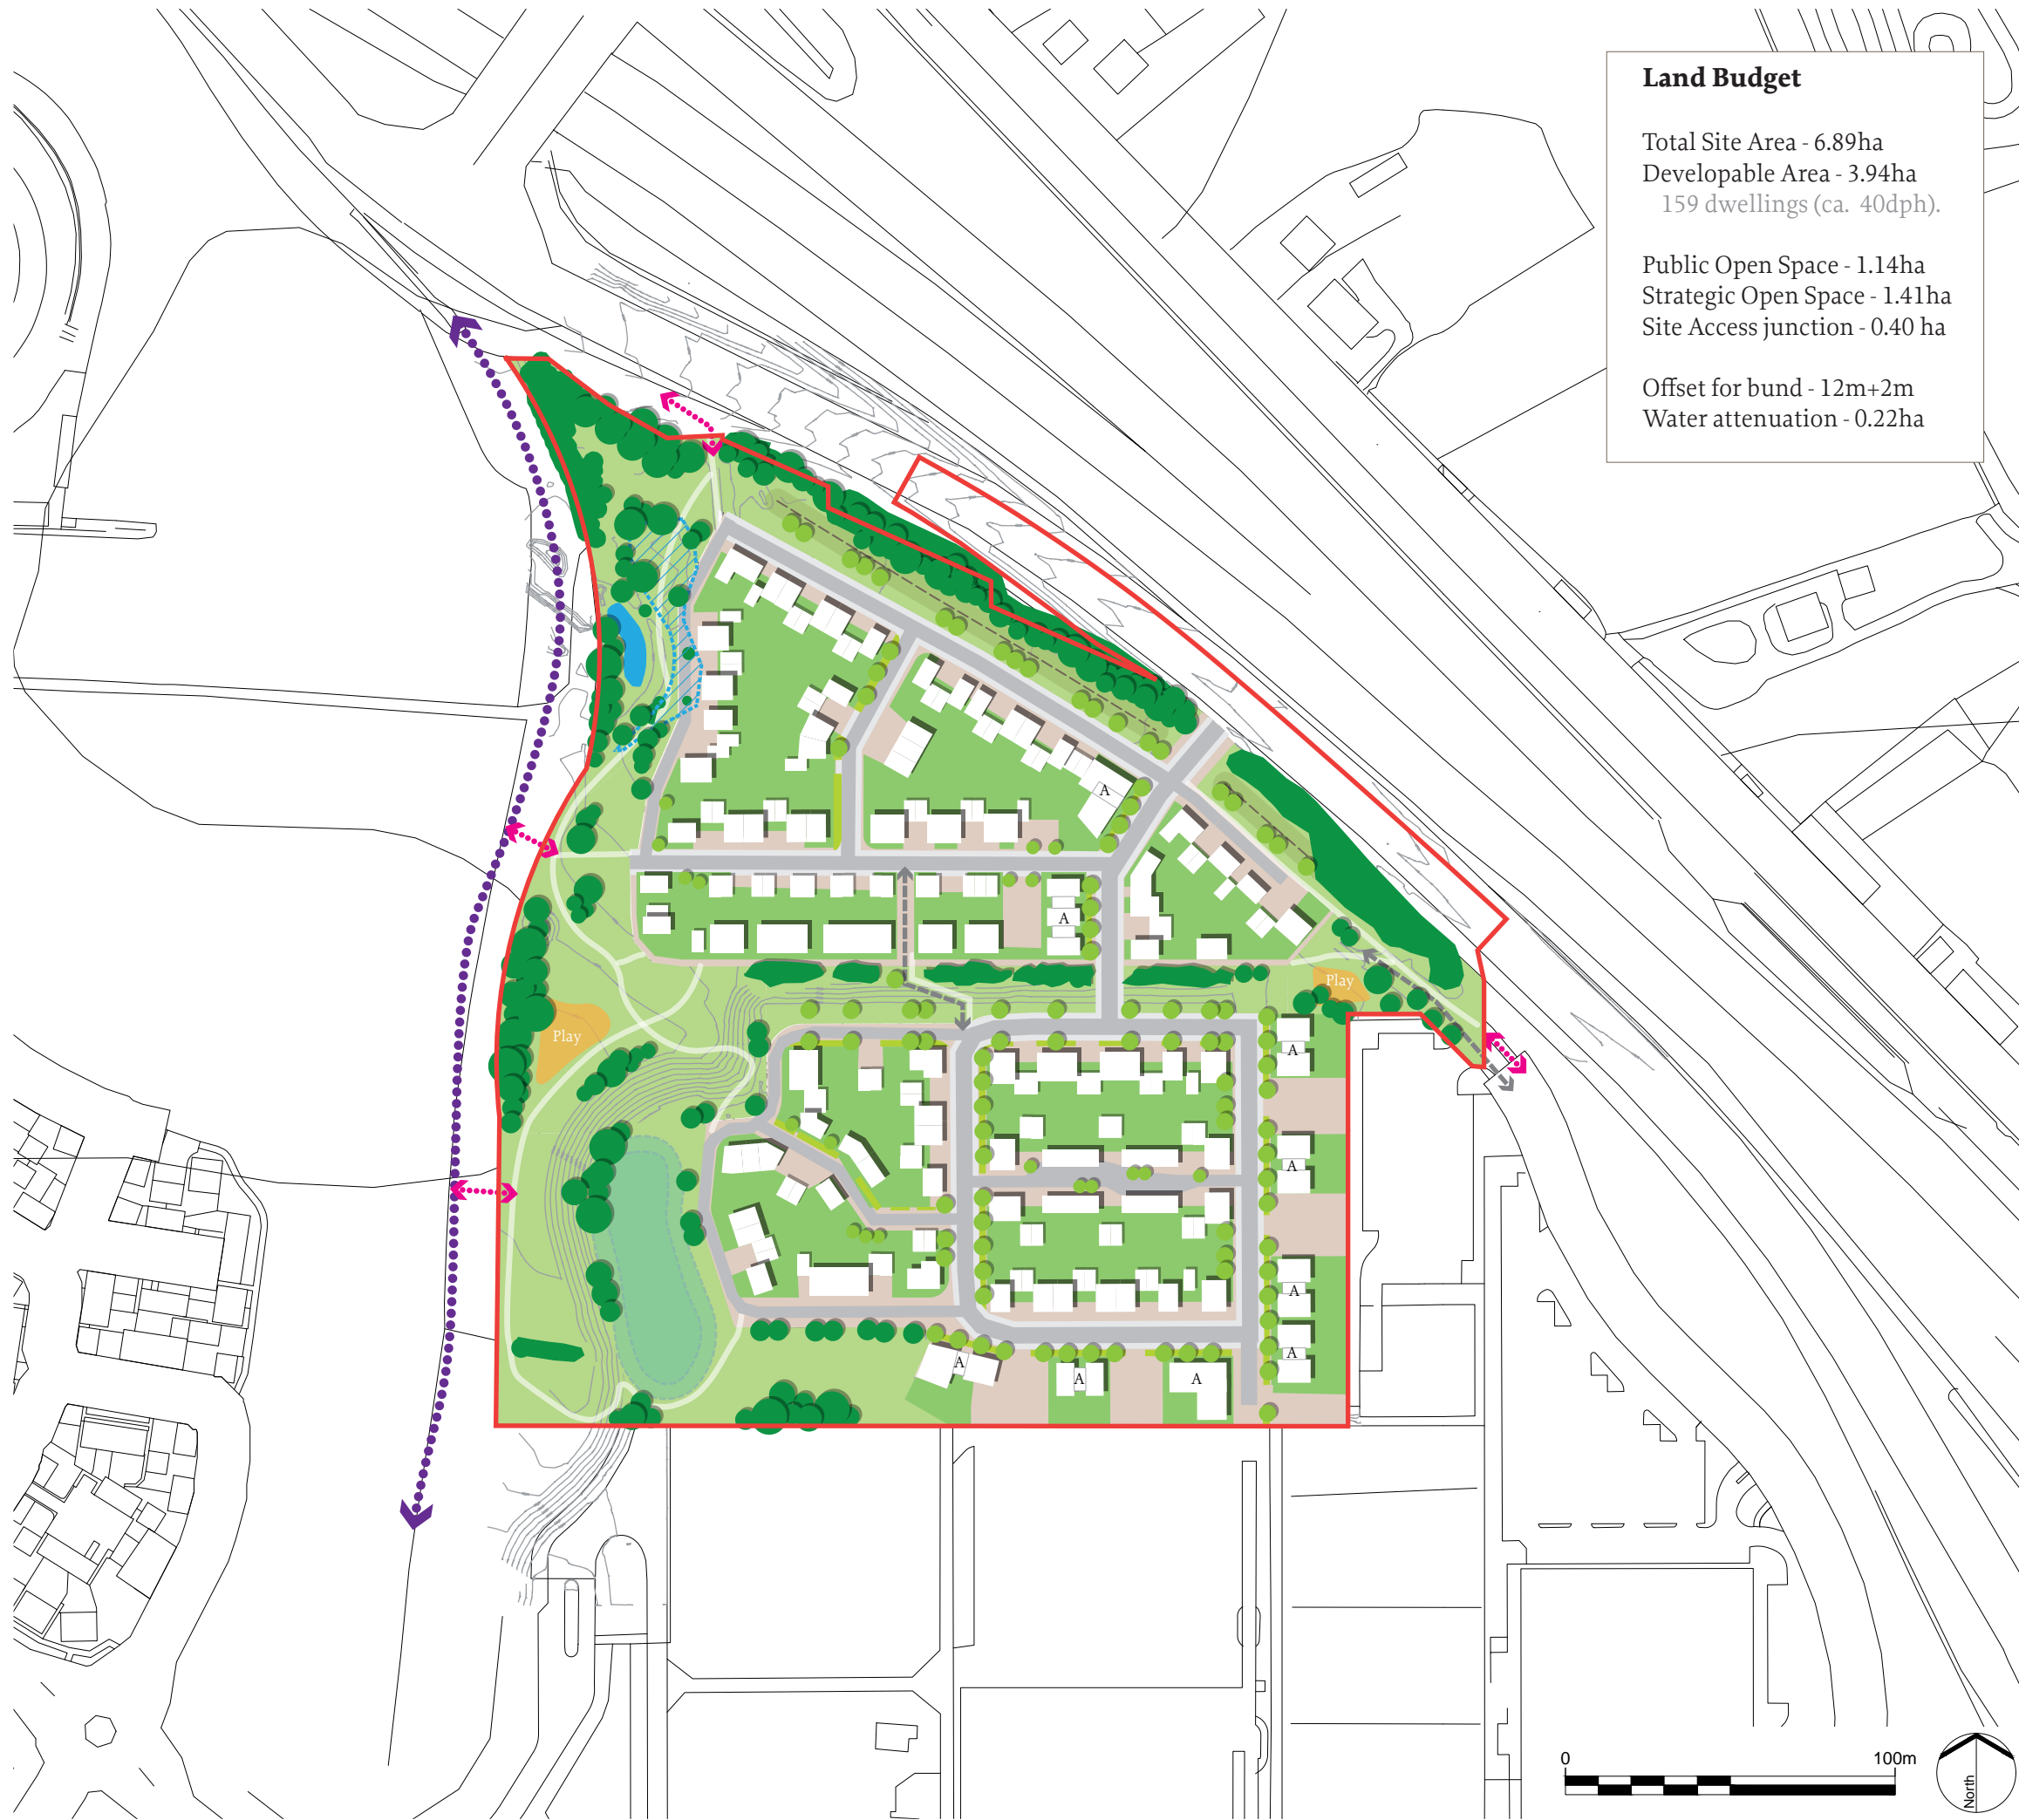 Land Budget
Total Site Area - 6.89ha
Developable Area - 3.94ha
159 dwellings (ca. 40dph).
Public Open Space - 1.14ha
Strategic Open Space - 1.41ha
Site Access junction - 0.40 ha
Offset for bund - 12m+2m
Water attenuation - 0.22ha
A
A
Play
Play
A
A
A
A
A
A
A
0
100m
North